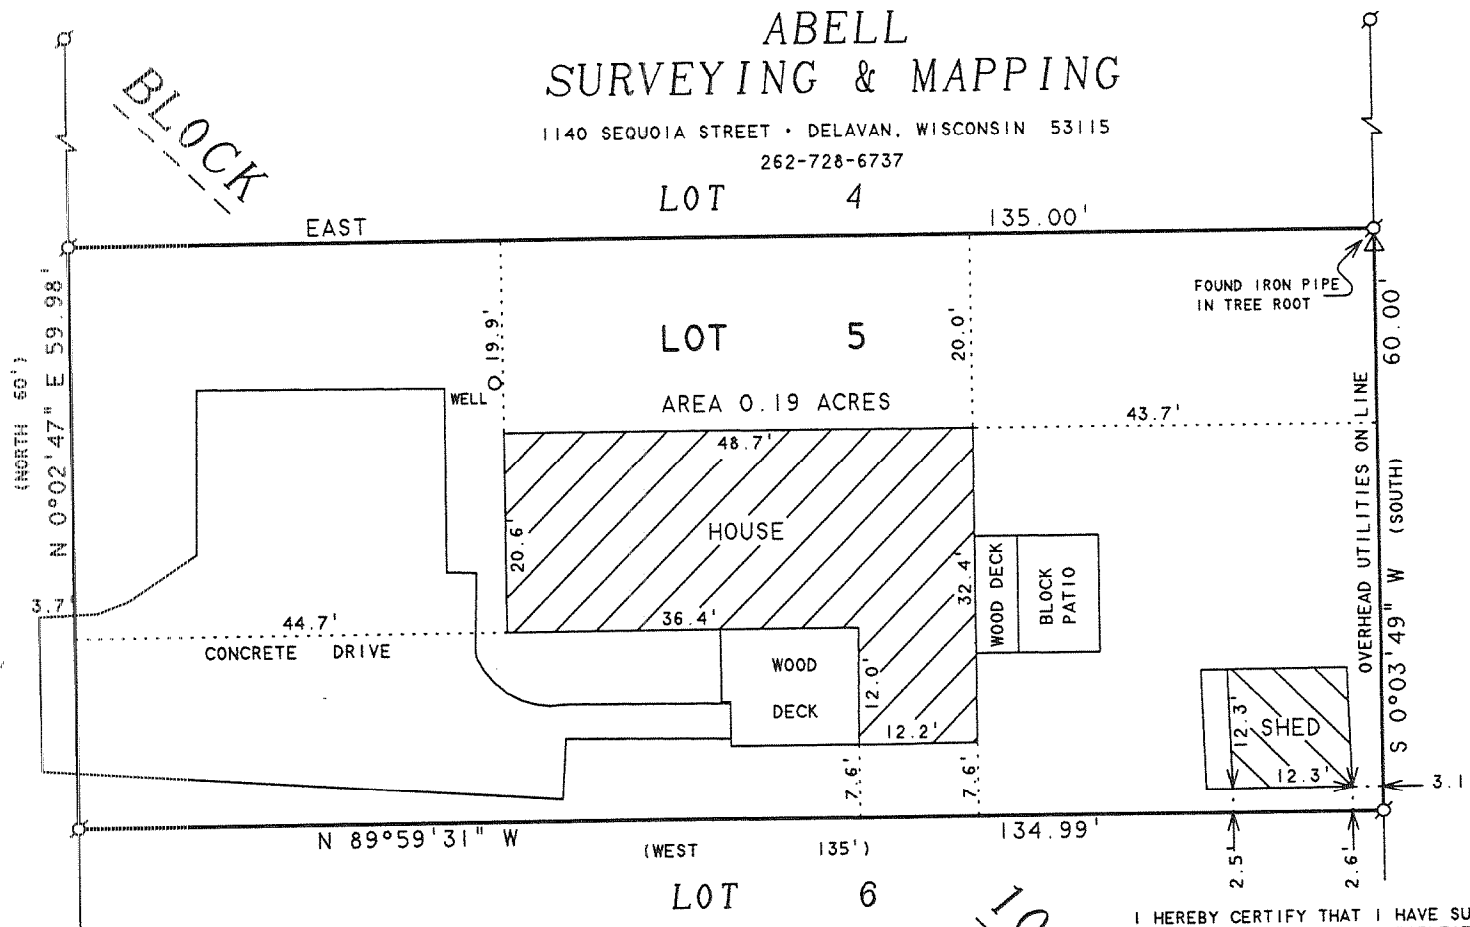 ABELL
SURVEYING & MAPPING
1140 SEQUOIA STREET • DELAVAN, WISCONSIN 53115
262-728-6737
BLOCK
LOT 4
EAST
135.00'
FOUND IRON PIPE
IN TREE ROOT
LOT 5
AREA 0.19 ACRES
19.9'
20.0'
WELL
43.7'
48.7'
HOUSE
20.6'
32.4'
36.4'
12.0'
12.2'
WOOD DECK
BLOCK
PATIO
WOOD
DECK
3.7'
44.7'
CONCRETE DRIVE
(NORTH 60')
N 0°02'47" E 59.98'
OVERHEAD UTILITIES ON LINE
60.00'
(SOUTH)
S 0°03'49" W
SHED
12.3'
12.3'
3.1
7.6'
7.6'
2.5'
2.6'
N 89°59'31" W
134.99'
(WEST 135')
LOT 6
10
I HEREBY CERTIFY THAT I HAVE SU